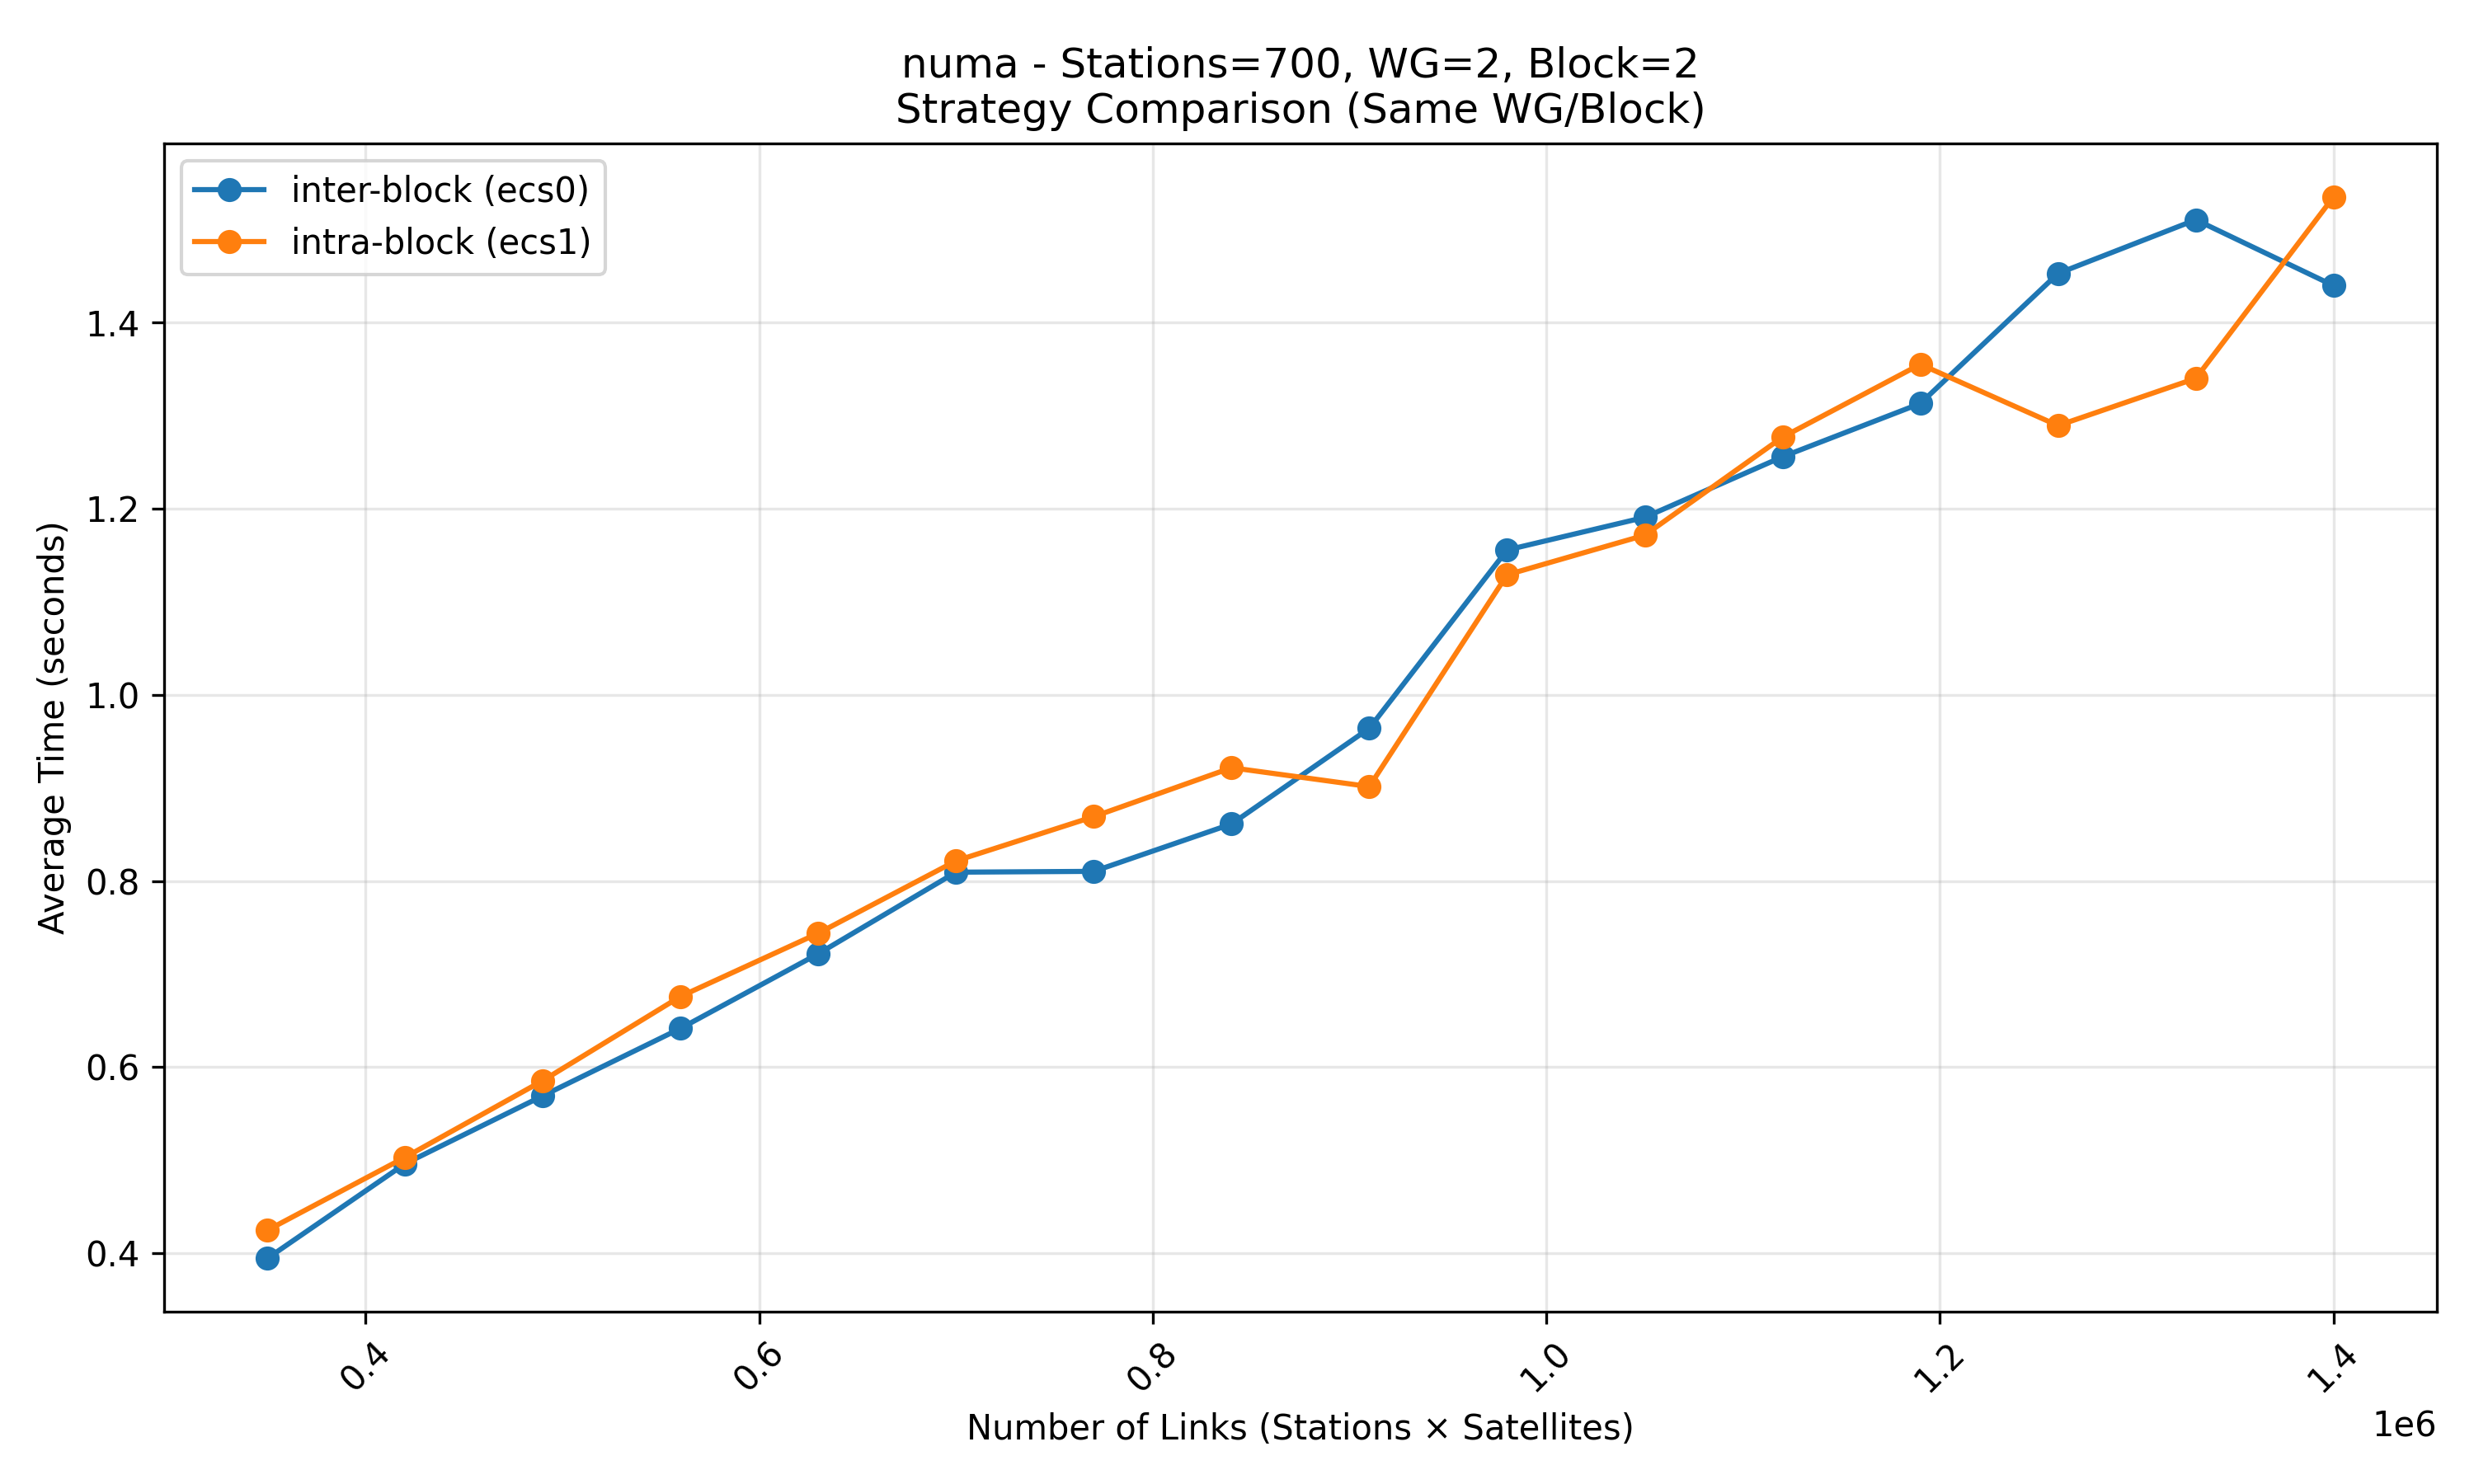 numa - Stations=700, WG=2, Block=2
Strategy Comparison (Same WG/Block)
inter-block (ecs0)
intra-block (ecs1)
Average Time (seconds)
1.4
1.2
1.0
0.8
0.6
0.4
0.4
0.6
0.8
1.0
1.2
1.4
1e6
Number of Links (Stations × Satellites)